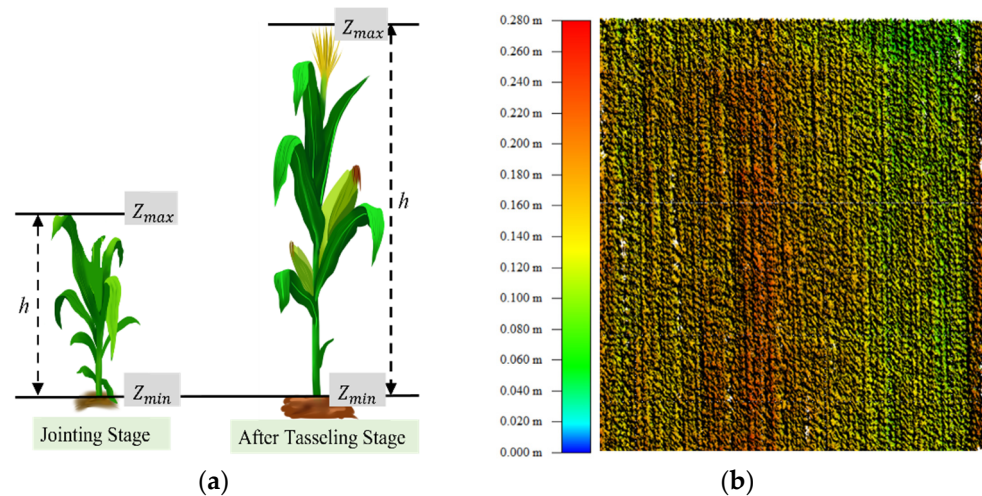 Z_max
Z_max
h
h
Z_min
Z_min
Jointing Stage
After Tasseling Stage
(a)
0.280 m
0.260 m
0.240 m
0.220 m
0.200 m
0.180 m
0.160 m
0.140 m
0.120 m
0.100 m
0.080 m
0.060 m
0.040 m
0.020 m
0.000 m
(b)